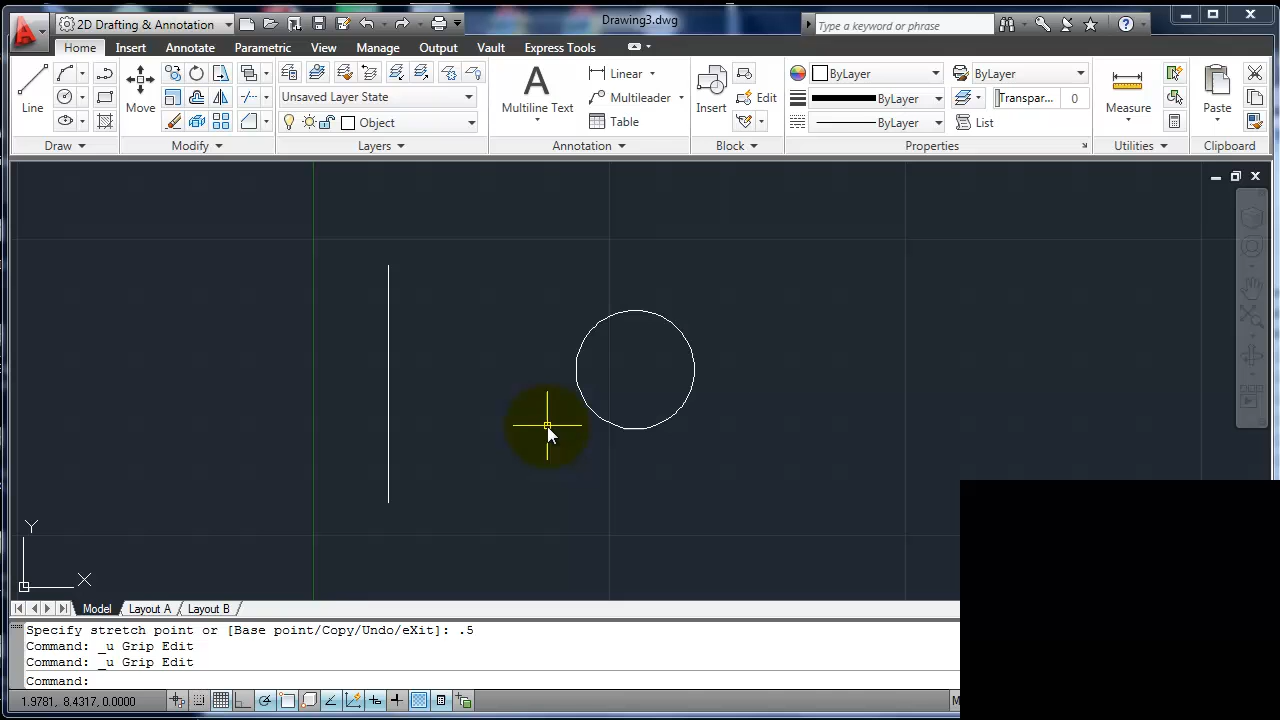 2D Drafting & Annotation
Drawing3.dwg
Type a keyword or phrase
Home Insert Annotate Parametric View Manage Output Vault Express Tools
Line
Move
Unsaved Layer State
Object
Multiline Text
Linear
Multileader
Table
Insert
Edit
ByLayer
ByLayer
ByLayer
ByLayer
Transpar... 0
List
Measure
Paste
Draw Modify Layers Annotation Block Properties Utilities Clipboard
Y
X
Model Layout A Layout B
Specify stretch point or [Base point/Copy/Undo/eXit]: .5
Command: _u Grip Edit
Command: _u Grip Edit
Command:
1.9781, 8.4317, 0.0000